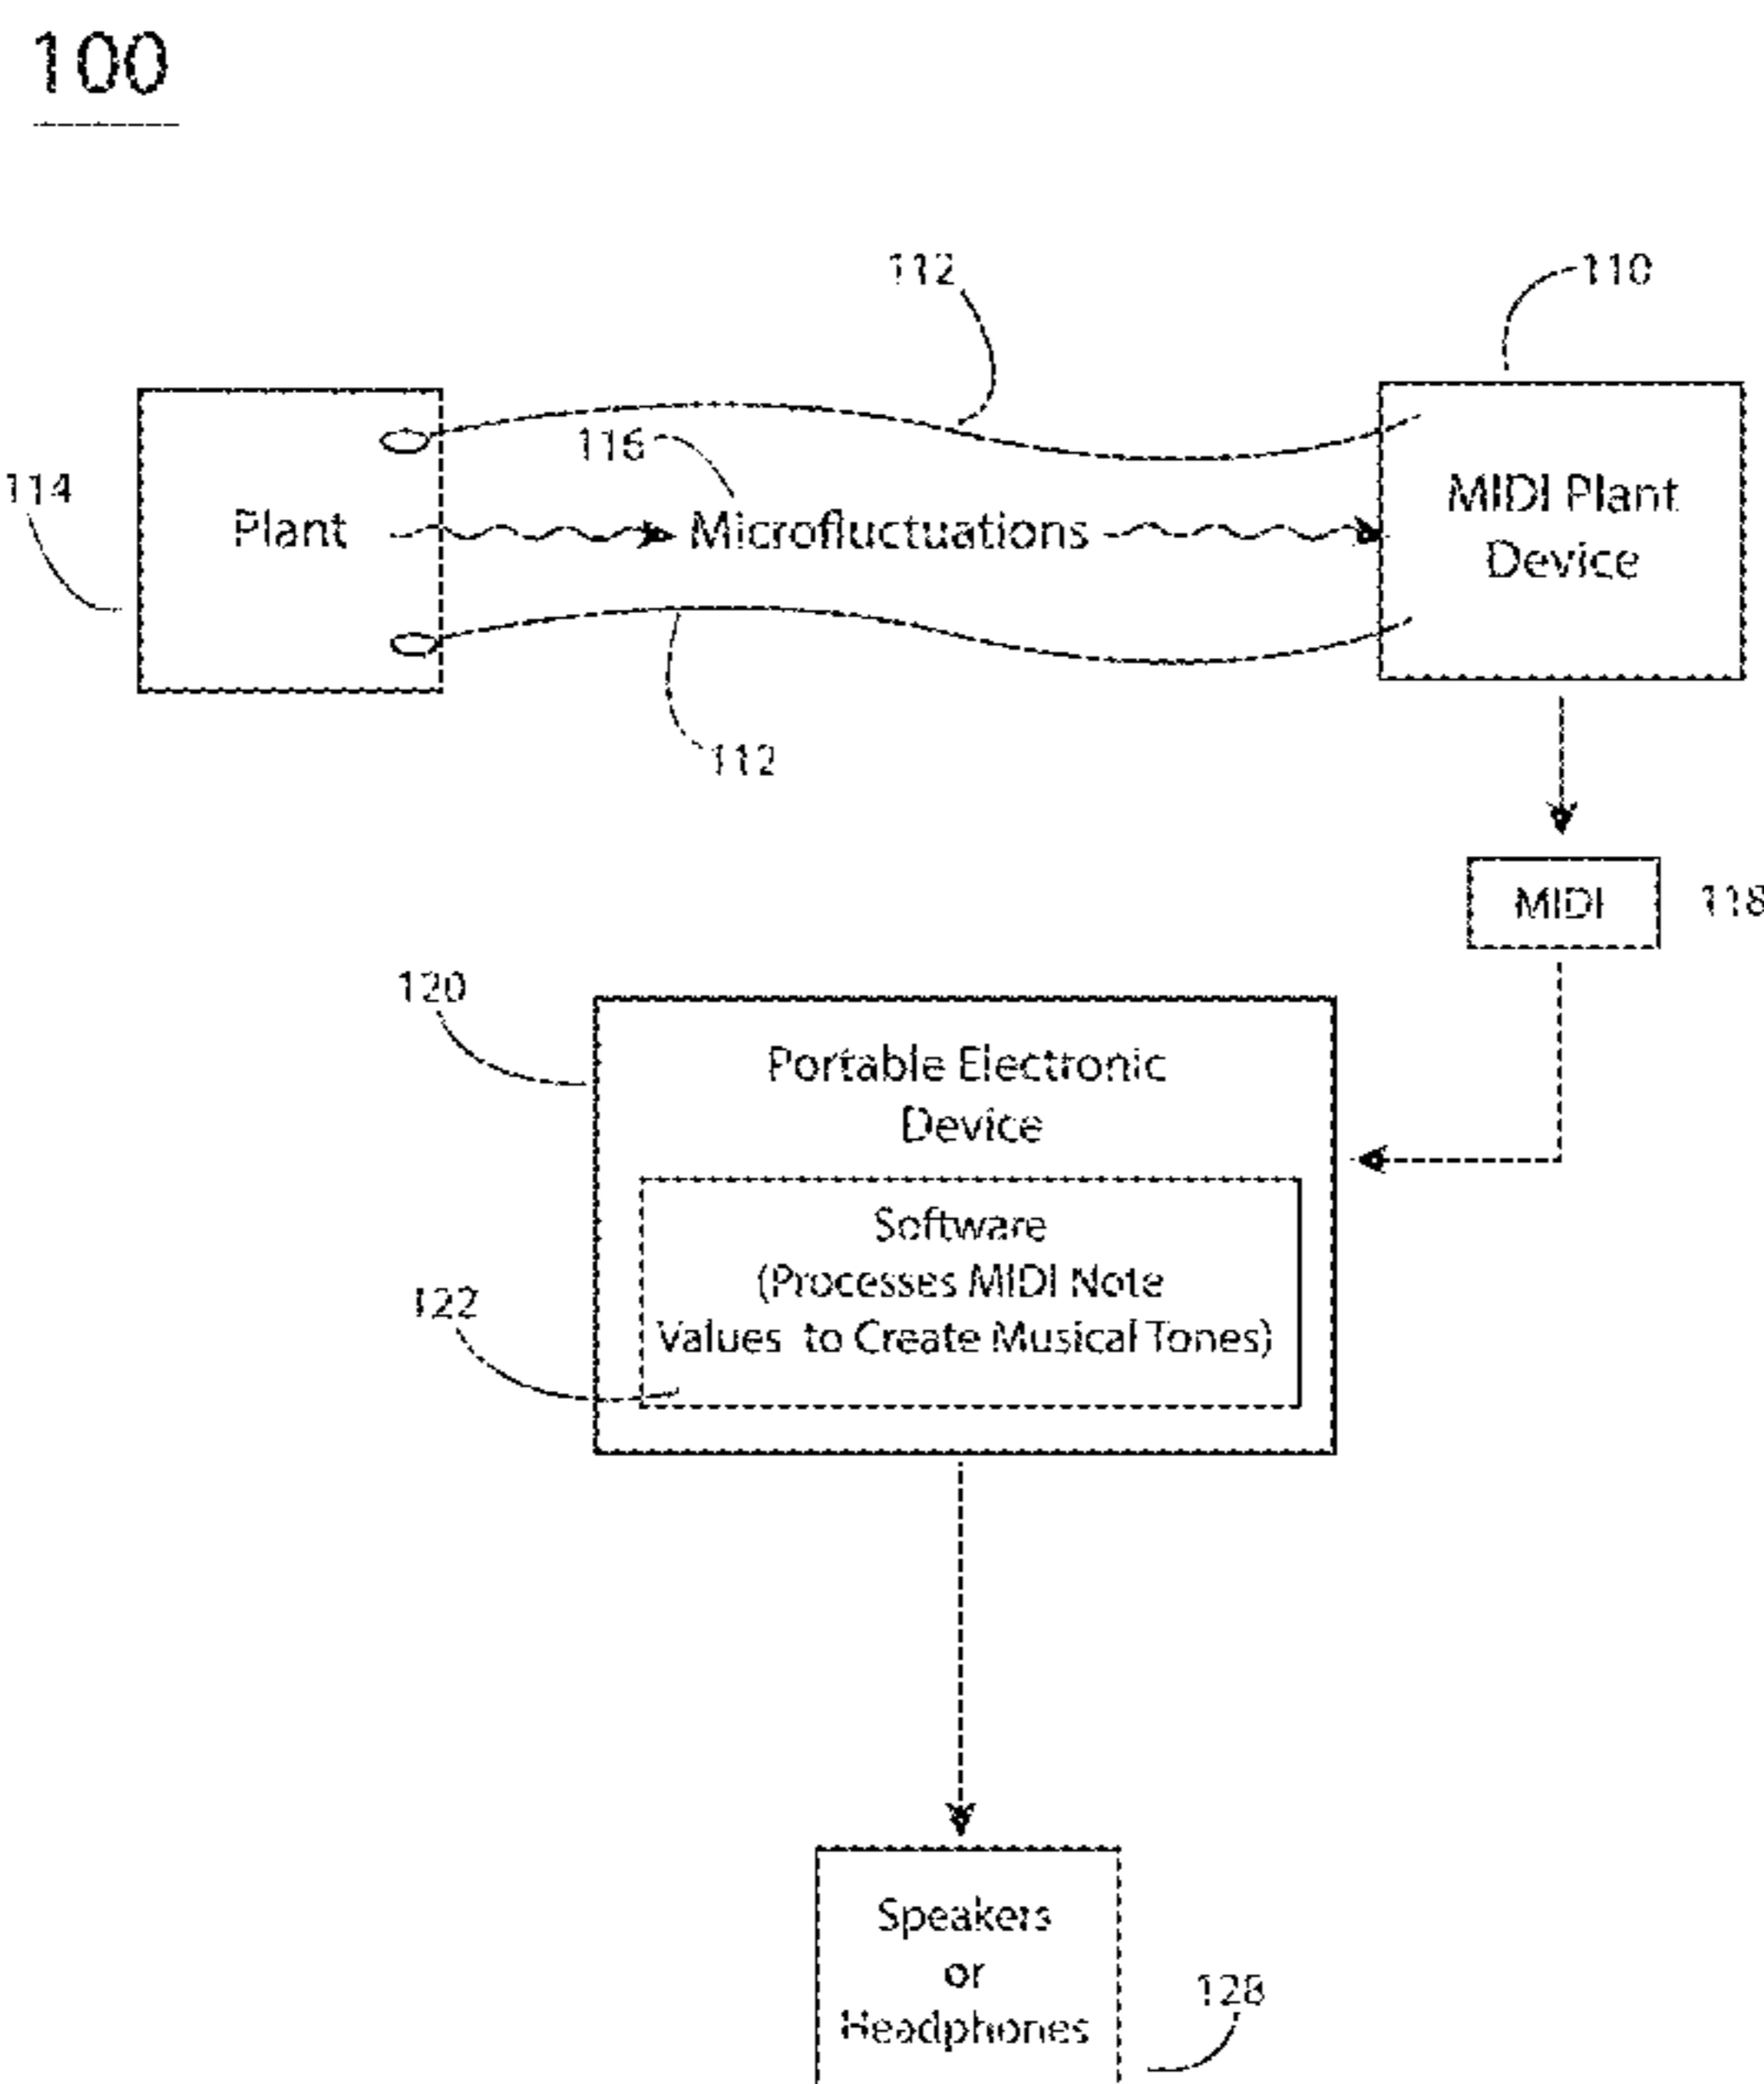 100
112
110
116
114
Plant
Microfluctuations
MIDI Plant
Device
112
MIDI
118
120
Portable Electronic
Device
Software
(Processes MIDI Note
Values to Create Musical Tones)
122
Speakers
or
Headphones
128